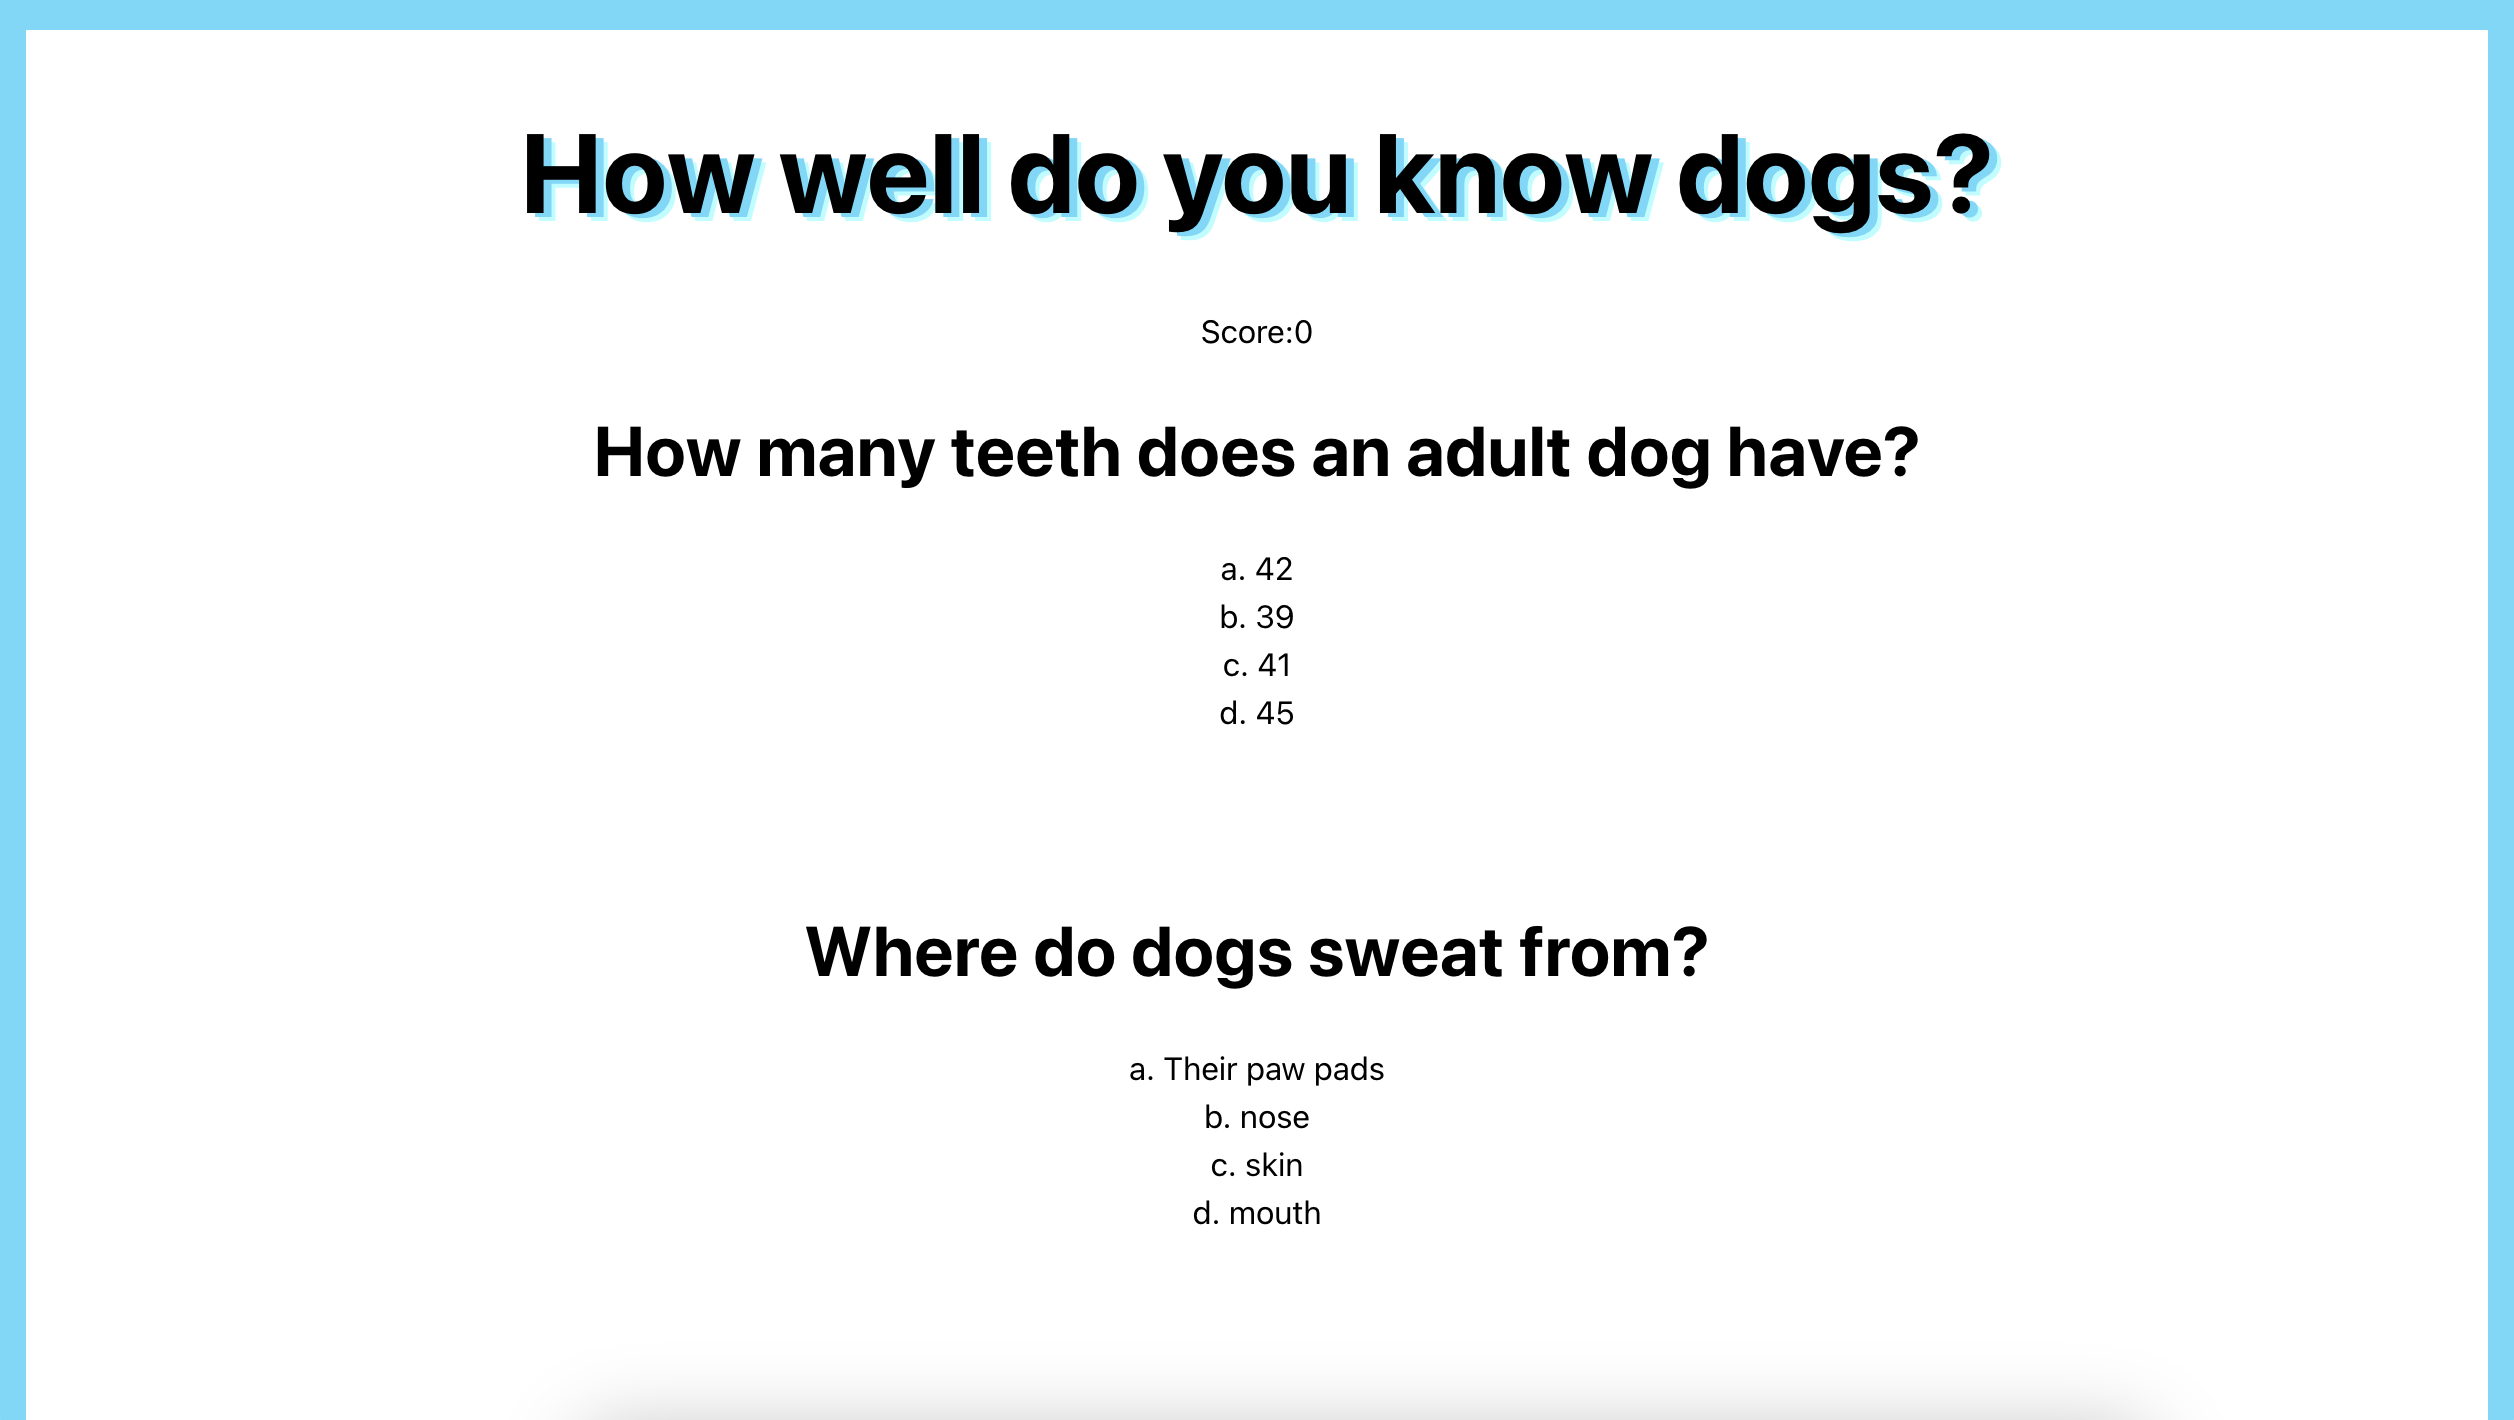 How well do you know dogs?
Score:0
How many teeth does an adult dog have?
a. 42
b. 39
c. 41
d. 45
Where do dogs sweat from?
a. Their paw pads
b. nose
c. skin
d. mouth